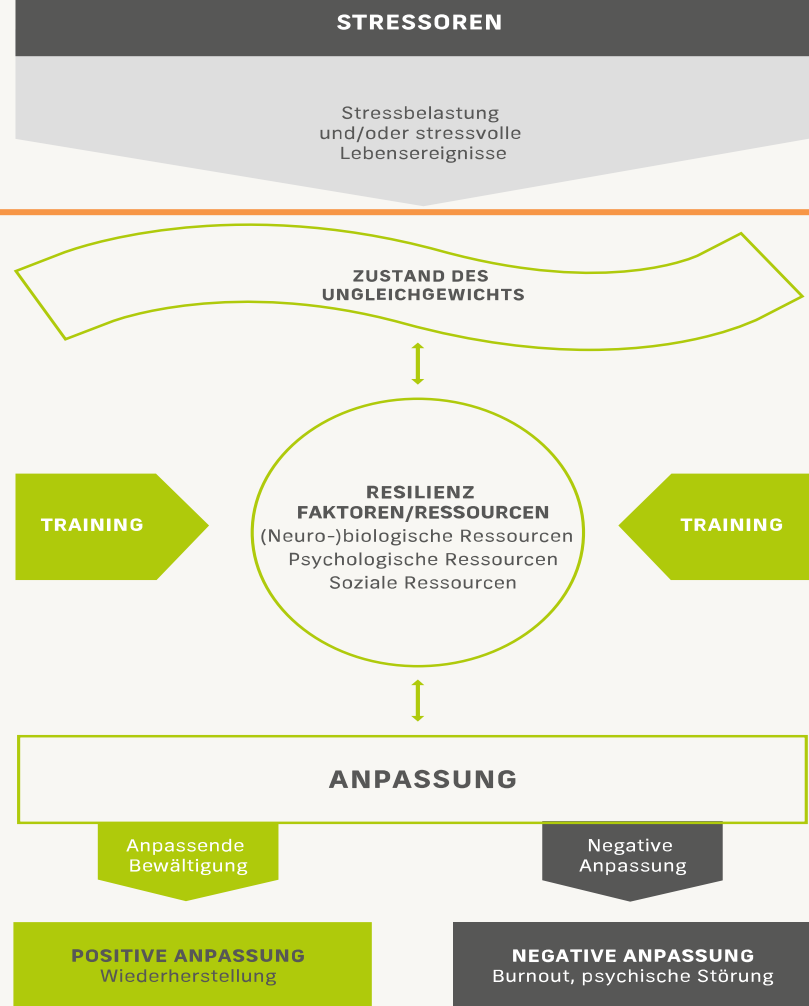 STRESSOREN
Stressbelastung
und/oder stressvolle
Lebensereignisse
ZUSTAND DES
UNGLEICHGEWICHTS
RESILIENZ
FAKTOREN/RESSOURCEN
(Neuro-)biologische Ressourcen
Psychologische Ressourcen
Soziale Ressourcen
TRAINING
TRAINING
ANPASSUNG
Anpassende
Bewältigung
Negative
Anpassung
POSITIVE ANPASSUNG
Wiederherstellung
NEGATIVE ANPASSUNG
Burnout, psychische Störung